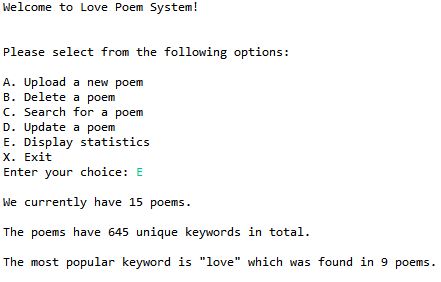 Welcome to Love Poem System!
Please select from the following options:
A. Upload a new poem
B. Delete a poem
C. Search for a poem
D. Update a poem
E. Display statistics
X. Exit
Enter your choice: E
We currently have 15 poems.
The poems have 645 unique keywords in total.
The most popular keyword is "love" which was found in 9 poems.